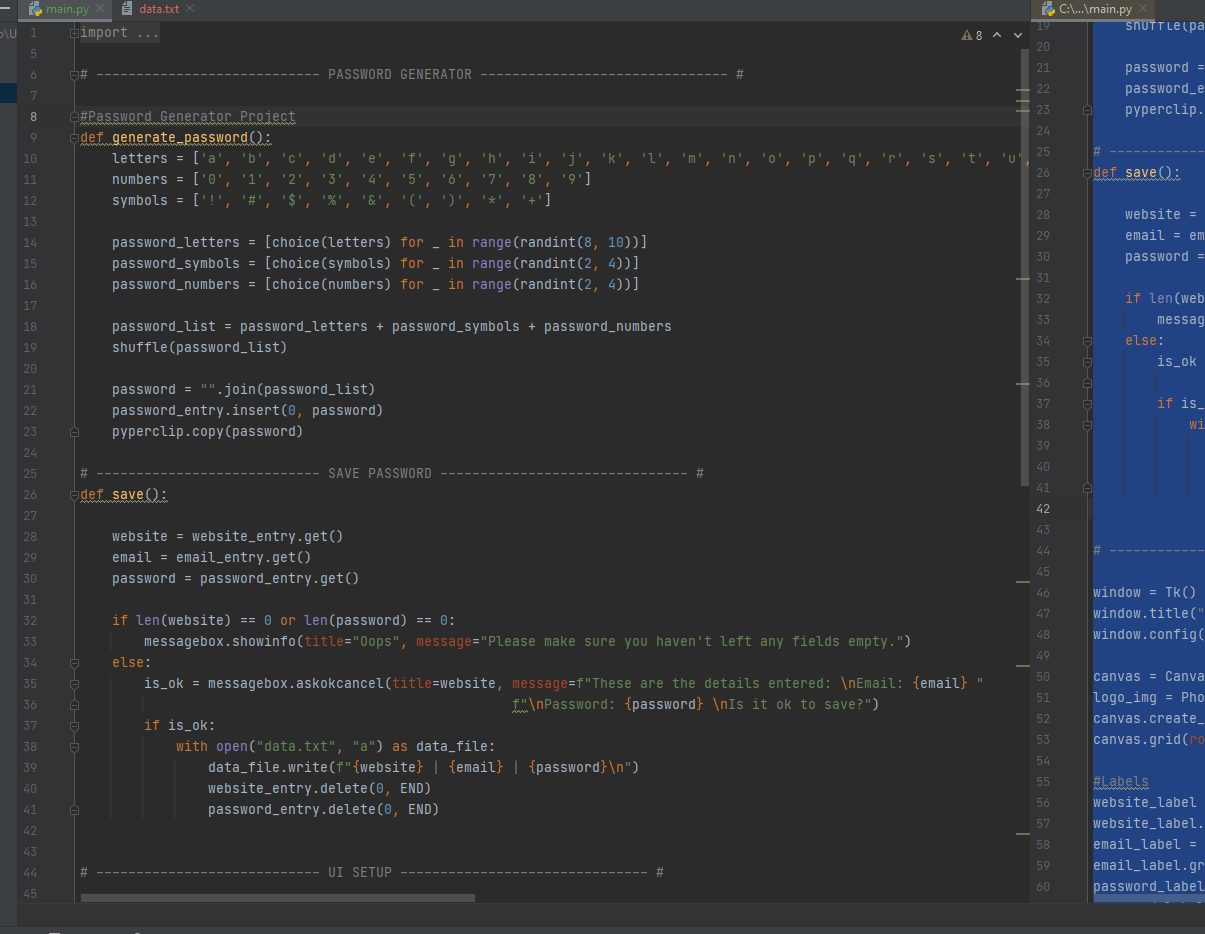 main.py
data.txt
C:\...\main.py
8
1 import ...
5
6 # ---------------------------- PASSWORD GENERATOR ------------------------------- #
7
8 #Password Generator Project
9 def generate_password():
10 letters = ['a', 'b', 'c', 'd', 'e', 'f', 'g', 'h', 'i', 'j', 'k', 'l', 'm', 'n', 'o', 'p', 'q', 'r', 's', 't', 'u',
11 numbers = ['0', '1', '2', '3', '4', '5', '6', '7', '8', '9']
12 symbols = ['!', '#', '$', '%', '&', '(', ')', '*', '+']
13
14 password_letters = [choice(letters) for _ in range(randint(8, 10))]
15 password_symbols = [choice(symbols) for _ in range(randint(2, 4))]
16 password_numbers = [choice(numbers) for _ in range(randint(2, 4))]
17
18 password_list = password_letters + password_symbols + password_numbers
19 shuffle(password_list)
20
21 password = "".join(password_list)
22 password_entry.insert(0, password)
23 pyperclip.copy(password)
24
25 # ---------------------------- SAVE PASSWORD ------------------------------- #
26 def save():
27
28 website = website_entry.get()
29 email = email_entry.get()
30 password = password_entry.get()
31
32 if len(website) == 0 or len(password) == 0:
33 messagebox.showinfo(title="Oops", message="Please make sure you haven't left any fields empty.")
34 else:
35 is_ok = messagebox.askokcancel(title=website, message=f"These are the details entered: \nEmail: {email} "
36 f"\nPassword: {password} \nIs it ok to save?")
37 if is_ok:
38 with open("data.txt", "a") as data_file:
39 data_file.write(f"{website} | {email} | {password}\n")
40 website_entry.delete(0, END)
41 password_entry.delete(0, END)
42
43
44 # ---------------------------- UI SETUP ------------------------------- #
45
19 shuffle(pa
20
21 password =
22 password_e
23 pyperclip.
24
25 # ------------
26 def save():
27
28 website =
29 email = em
30 password =
31
32 if len(web
33 messag
34 else:
35 is_ok
36
37 if is_
38 wi
39
40
41
42
43
44 # ------------
45
46 window = Tk()
47 window.title("
48 window.config(
49
50 canvas = Canva
51 logo_img = Pho
52 canvas.create_
53 canvas.grid(ro
54
55 #Labels
56 website_label
57 website_label.
58 email_label =
59 email_label.gr
60 password_label